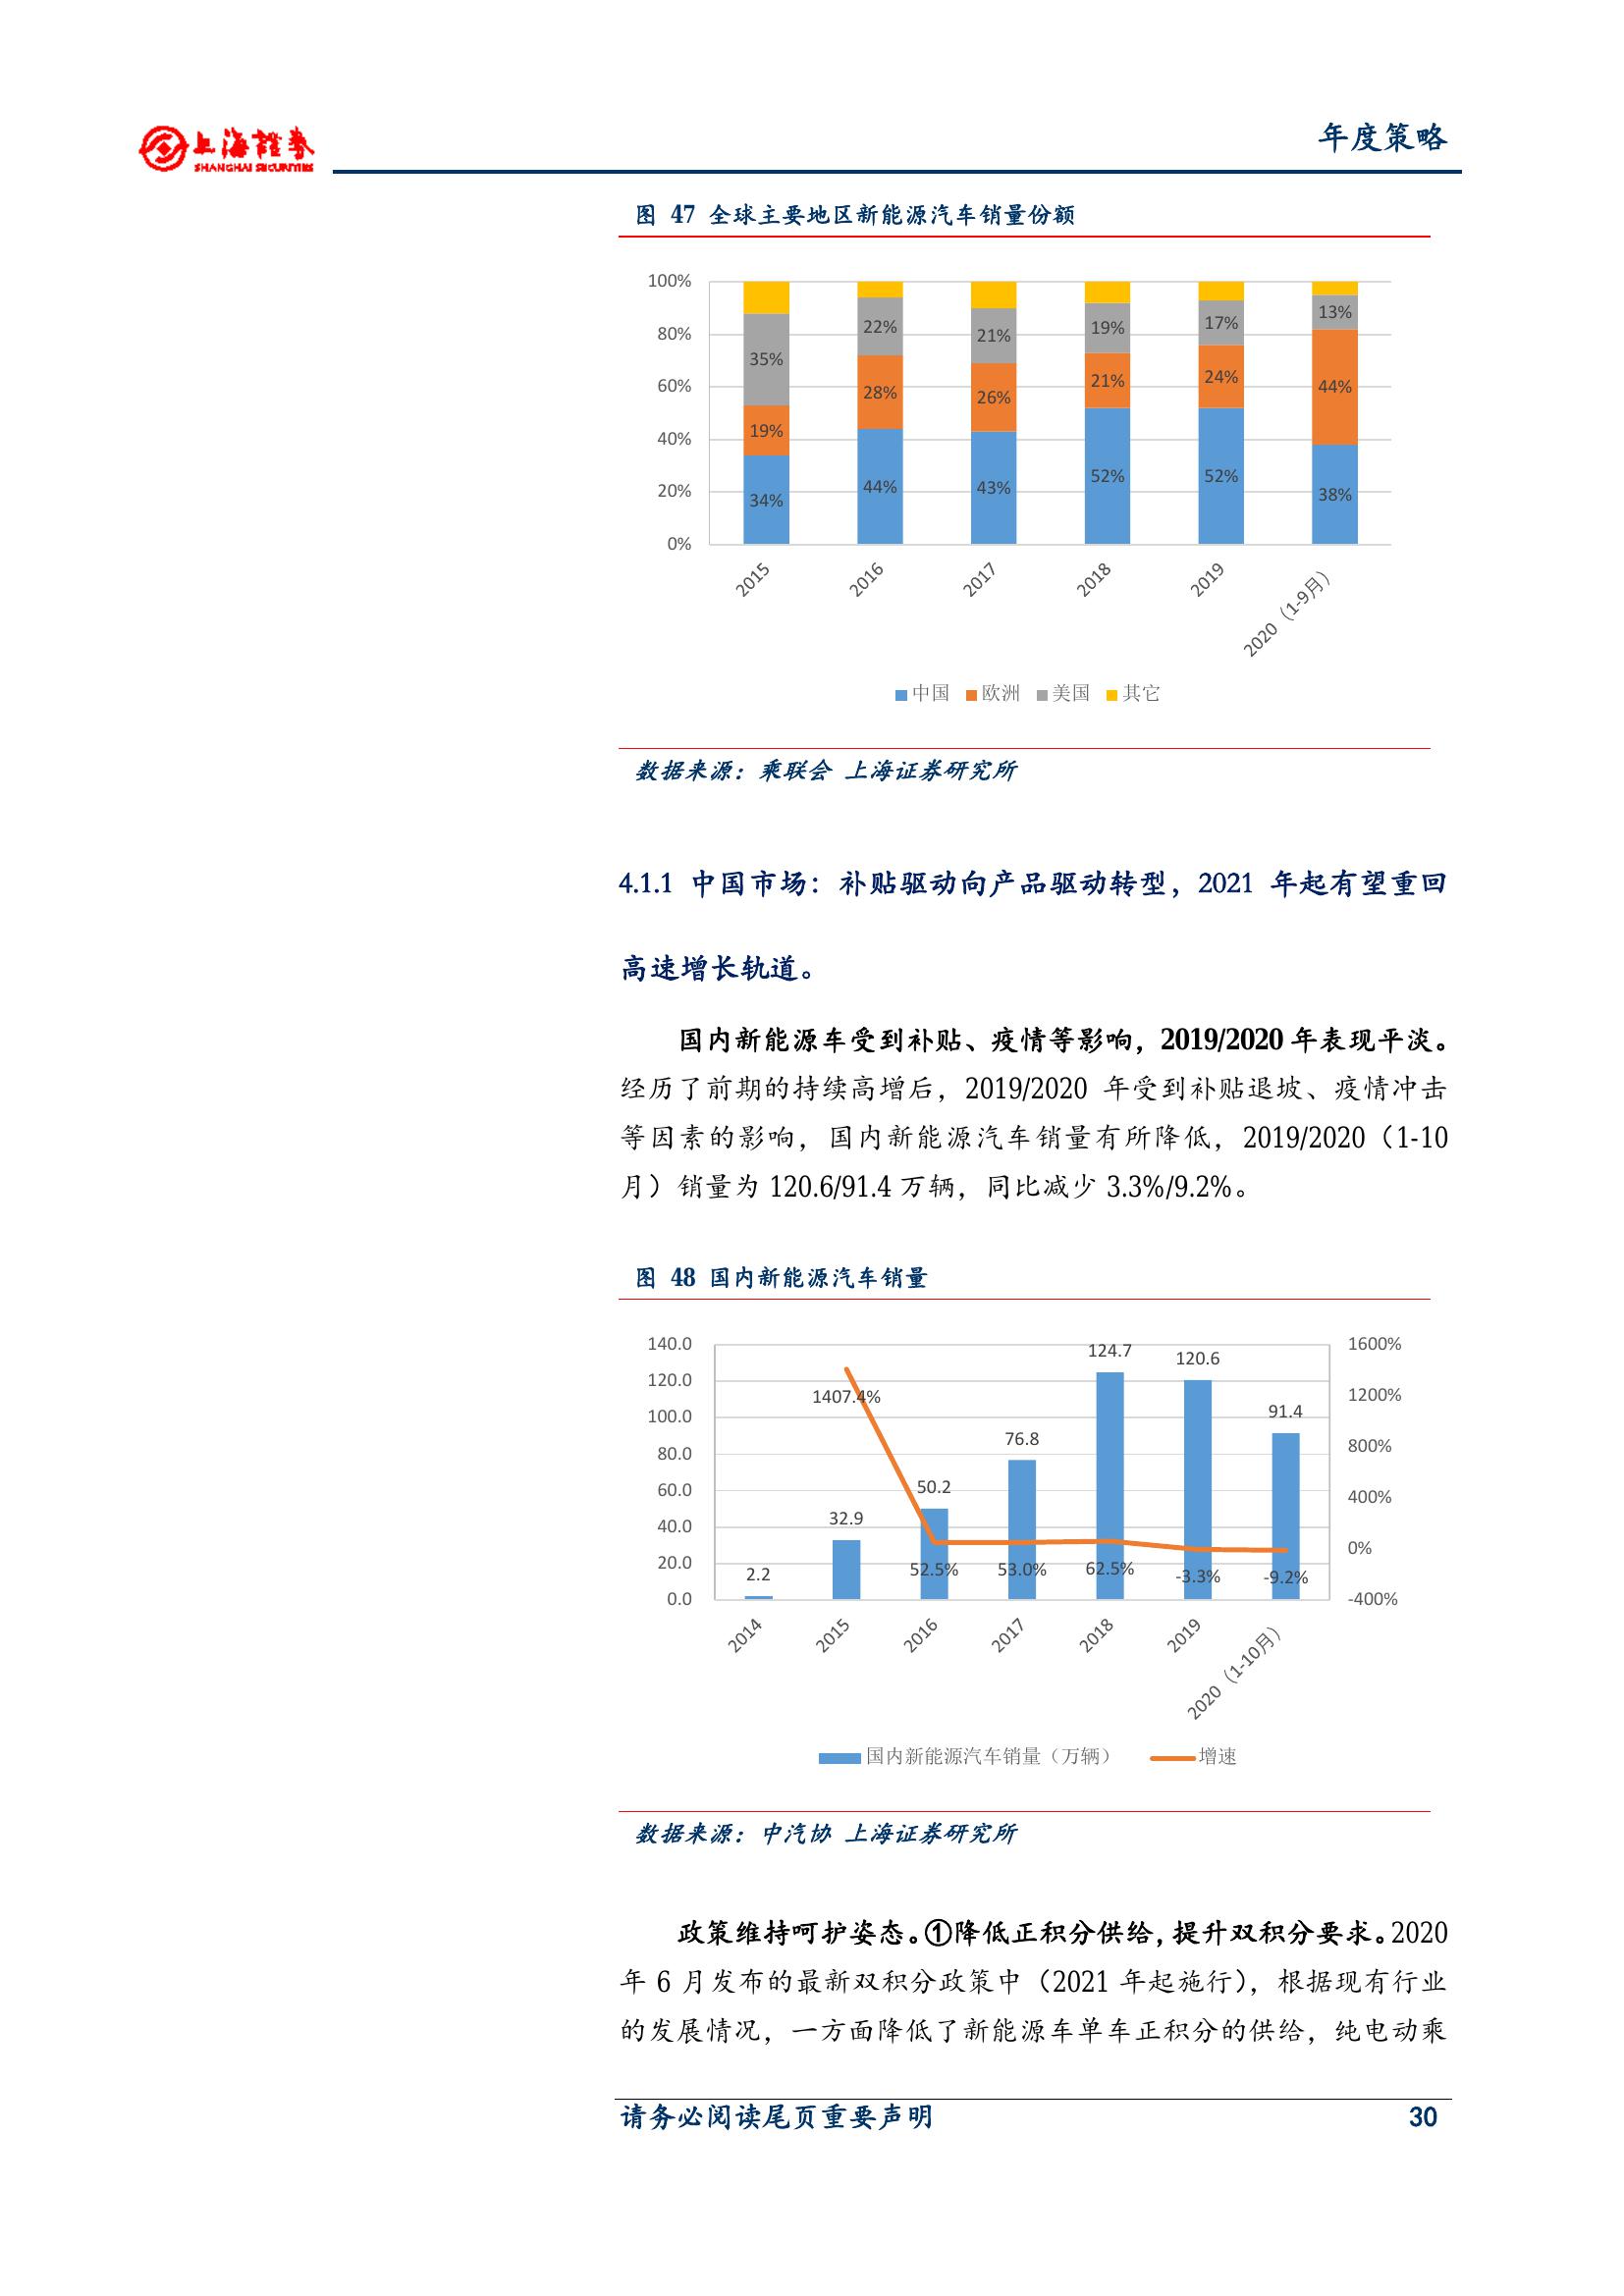 上海證券
SHANGHAI SECURITIES
年度策略
图 47 全球主要地区新能源汽车销量份额
100%
80%
60%
40%
20%
0%
35%
19%
34%
22%
28%
44%
21%
26%
43%
19%
21%
52%
17%
24%
52%
13%
44%
38%
2015
2016
2017
2018
2019
2020（1-9月）
中国 欧洲 美国 其它
数据来源：乘联会 上海证券研究所
4.1.1 中国市场：补贴驱动向产品驱动转型，2021 年起有望重回
高速增长轨道。
国内新能源车受到补贴、疫情等影响，2019/2020 年表现平淡。
经历了前期的持续高增后，2019/2020 年受到补贴退坡、疫情冲击
等因素的影响，国内新能源汽车销量有所降低，2019/2020（1-10
月）销量为 120.6/91.4 万辆，同比减少 3.3%/9.2%。
图 48 国内新能源汽车销量
140.0
120.0
100.0
80.0
60.0
40.0
20.0
0.0
1600%
1200%
800%
400%
0%
-400%
2.2
32.9
50.2
76.8
124.7
120.6
91.4
1407.4%
52.5%
53.0%
62.5%
-3.3%
-9.2%
2014
2015
2016
2017
2018
2019
2020（1-10月）
国内新能源汽车销量（万辆） 增速
数据来源：中汽协 上海证券研究所
政策维持呵护姿态。①降低正积分供给，提升双积分要求。2020
年 6 月发布的最新双积分政策中（2021 年起施行），根据现有行业
的发展情况，一方面降低了新能源车单车正积分的供给，纯电动乘
请务必阅读尾页重要声明 30